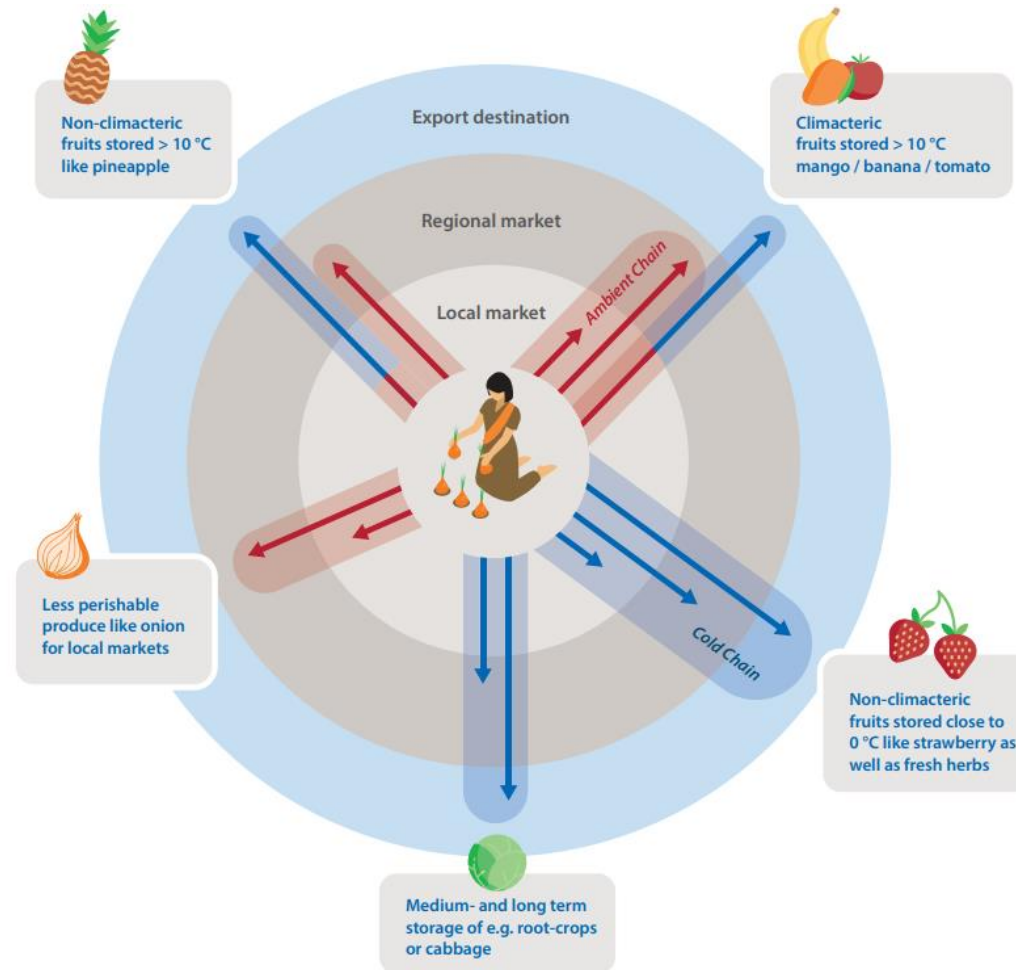 Non-climacteric
fruits stored > 10 °C
like pineapple
Climacteric
fruits stored > 10 °C
mango / banana / tomato
Export destination
Regional market
Local market
Ambient Chain
Cold Chain
Less perishable
produce like onion
for local markets
Non-climacteric
fruits stored close to
0 °C like strawberry as
well as fresh herbs
Medium- and long term
storage of e.g. root-crops
or cabbage